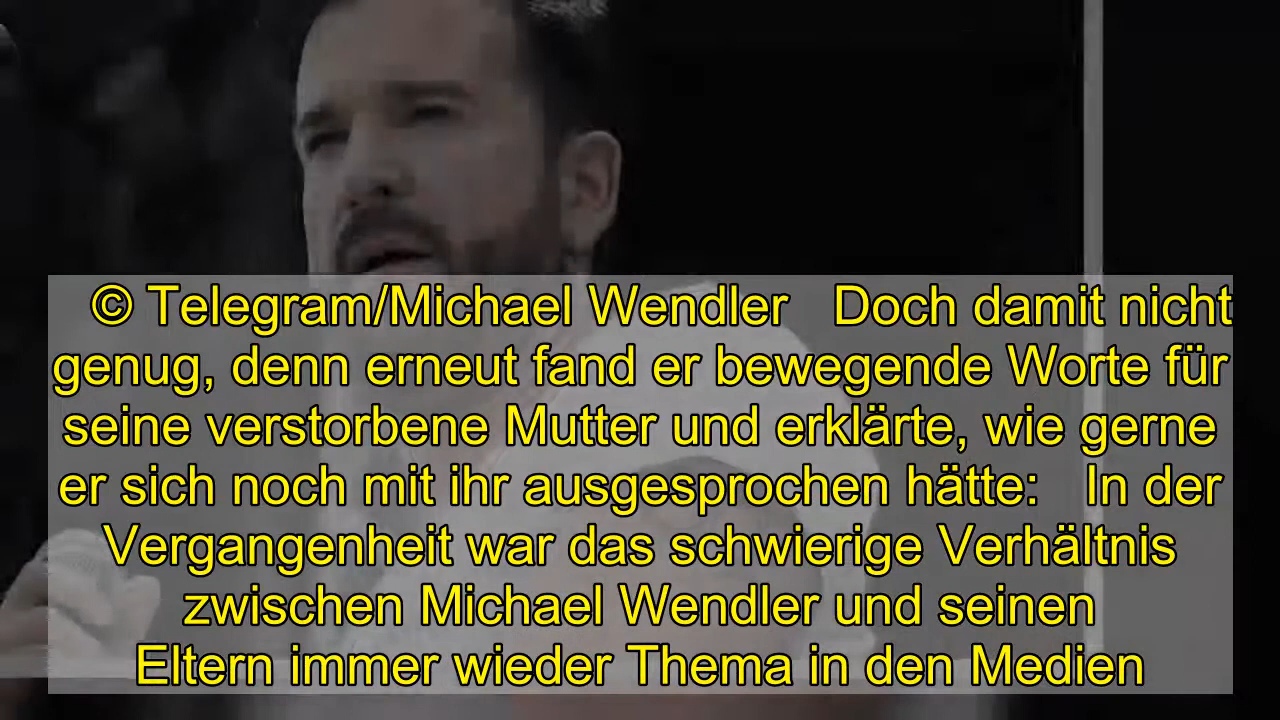 © Telegram/Michael Wendler Doch damit nicht
genug, denn erneut fand er bewegende Worte für
seine verstorbene Mutter und erklärte, wie gerne
er sich noch mit ihr ausgesprochen hätte: In der
Vergangenheit war das schwierige Verhältnis
zwischen Michael Wendler und seinen
Eltern immer wieder Thema in den Medien